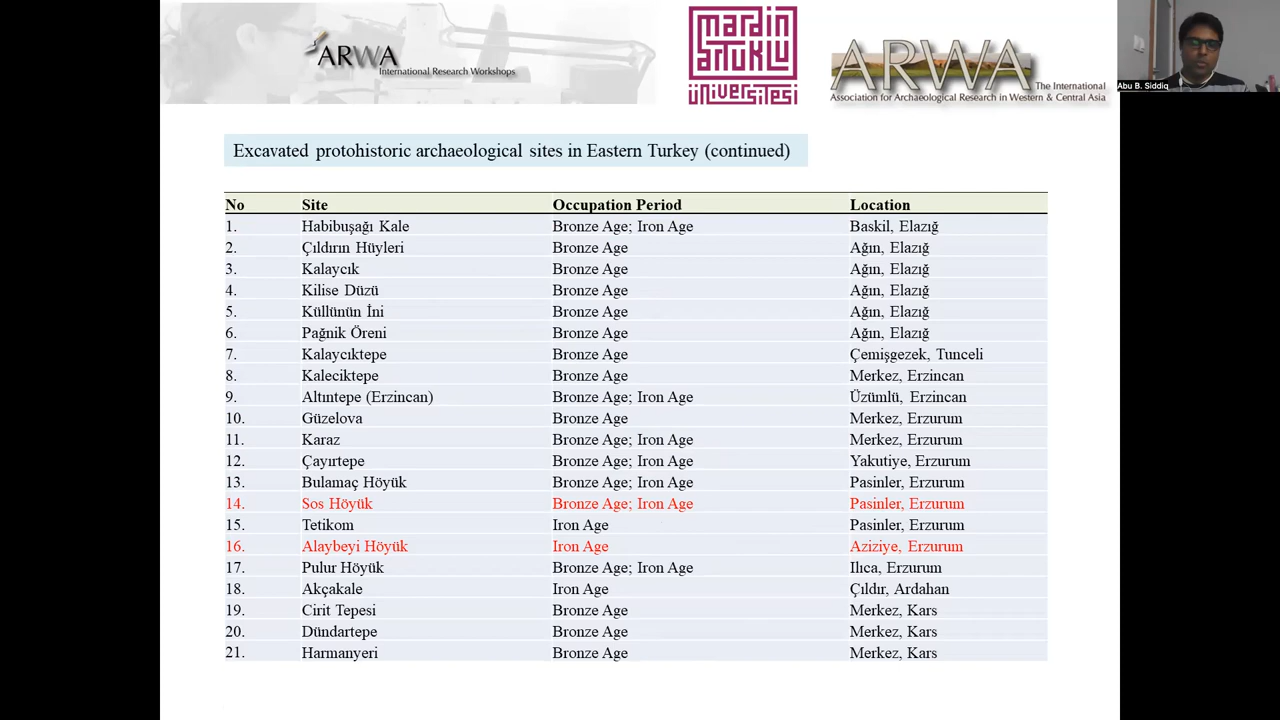 ARWA
International Research Workshops
mardin
artuklu
üniversitesi
ARWA
The International
Association for Archaeological Research in Western & Central Asia
Abu B. Siddiq
Excavated protohistoric archaeological sites in Eastern Turkey (continued)
No Site Occupation Period Location
1. Habibuşağı Kale Bronze Age; Iron Age Baskil, Elazığ
2. Çıldırın Hüyleri Bronze Age Ağın, Elazığ
3. Kalaycık Bronze Age Ağın, Elazığ
4. Kilise Düzü Bronze Age Ağın, Elazığ
5. Küllünün İni Bronze Age Ağın, Elazığ
6. Pağnik Öreni Bronze Age Ağın, Elazığ
7. Kalaycıktepe Bronze Age Çemişgezek, Tunceli
8. Kaleciktepe Bronze Age Merkez, Erzincan
9. Altıntepe (Erzincan) Bronze Age; Iron Age Üzümlü, Erzincan
10. Güzelova Bronze Age Merkez, Erzurum
11. Karaz Bronze Age; Iron Age Merkez, Erzurum
12. Çayırtepe Bronze Age; Iron Age Yakutiye, Erzurum
13. Bulamaç Höyük Bronze Age; Iron Age Pasinler, Erzurum
14. Sos Höyük Bronze Age; Iron Age Pasinler, Erzurum
15. Tetikom Iron Age Pasinler, Erzurum
16. Alaybeyi Höyük Iron Age Aziziye, Erzurum
17. Pulur Höyük Bronze Age; Iron Age Ilıca, Erzurum
18. Akçakale Iron Age Çıldır, Ardahan
19. Cirit Tepesi Bronze Age Merkez, Kars
20. Dündartepe Bronze Age Merkez, Kars
21. Harmanyeri Bronze Age Merkez, Kars